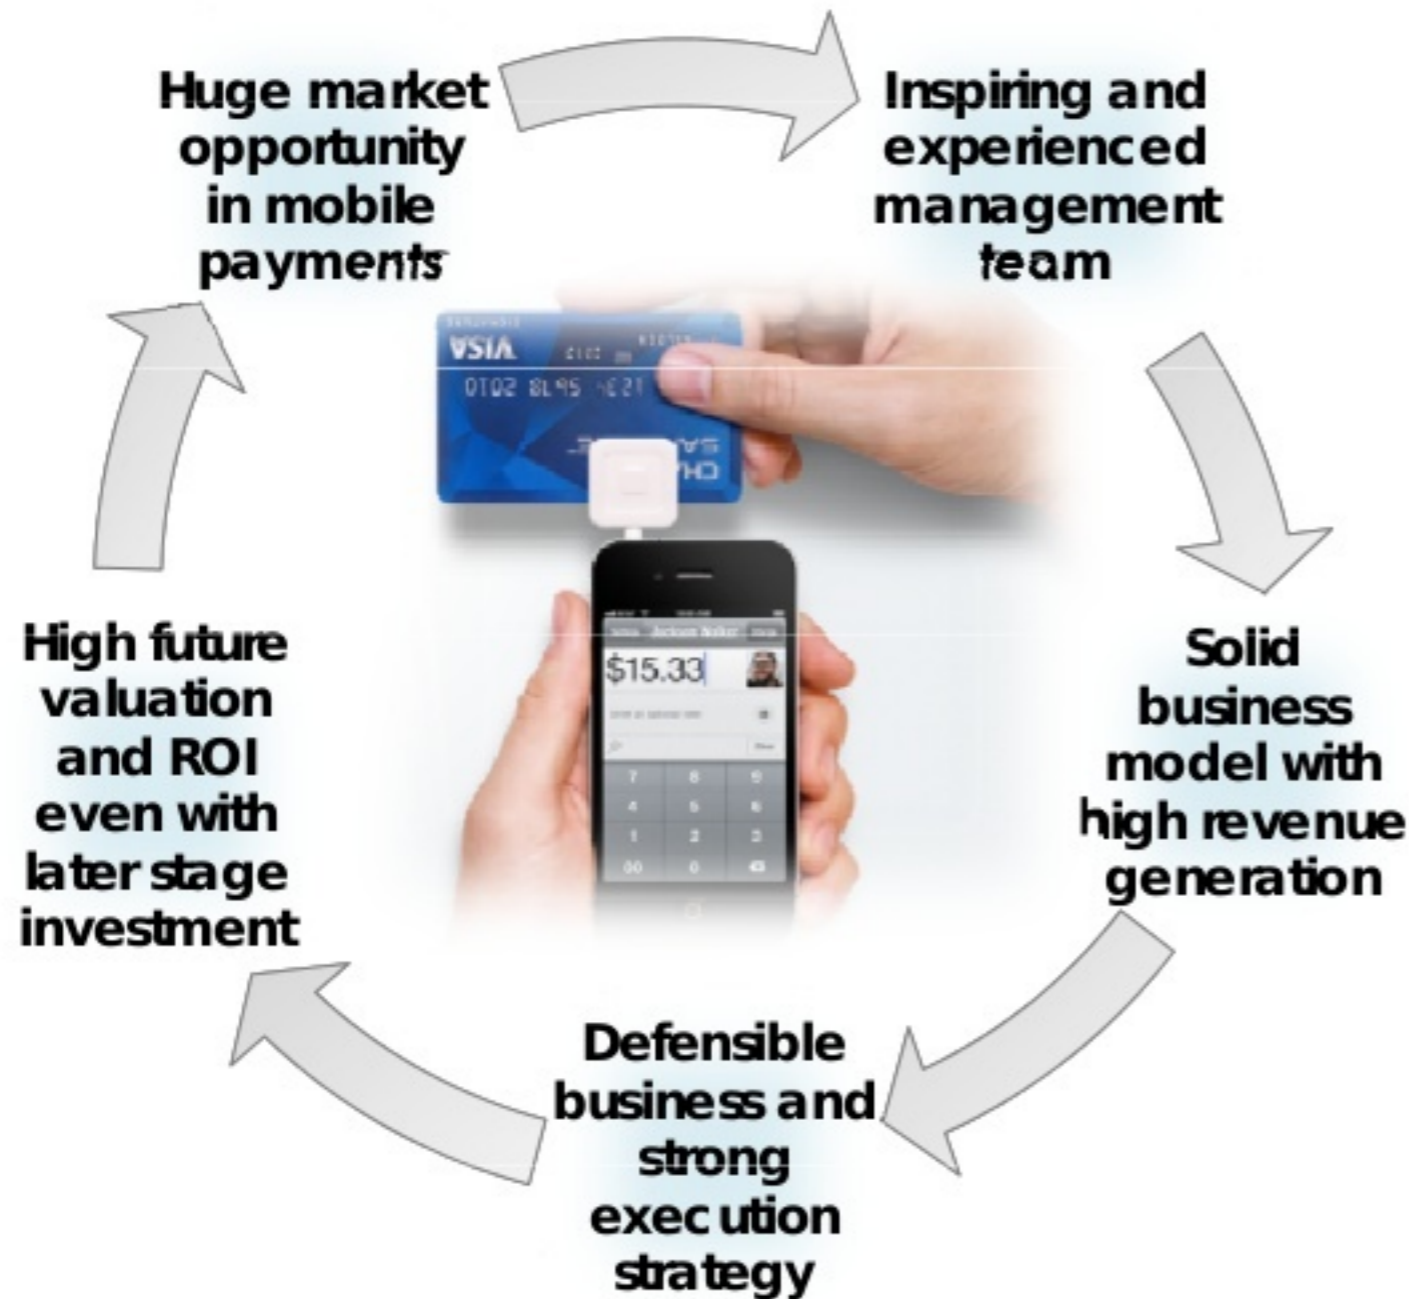 Huge market
opportunity
in mobile
payments
Inspiring and
experienced
management
team
VISA
$15.33
7 8 9
4 5 6
1 2 3
00 0
High future
valuation
and ROI
even with
later stage
investment
Solid
business
model with
high revenue
generation
Defensible
business and
strong
execution
strategy